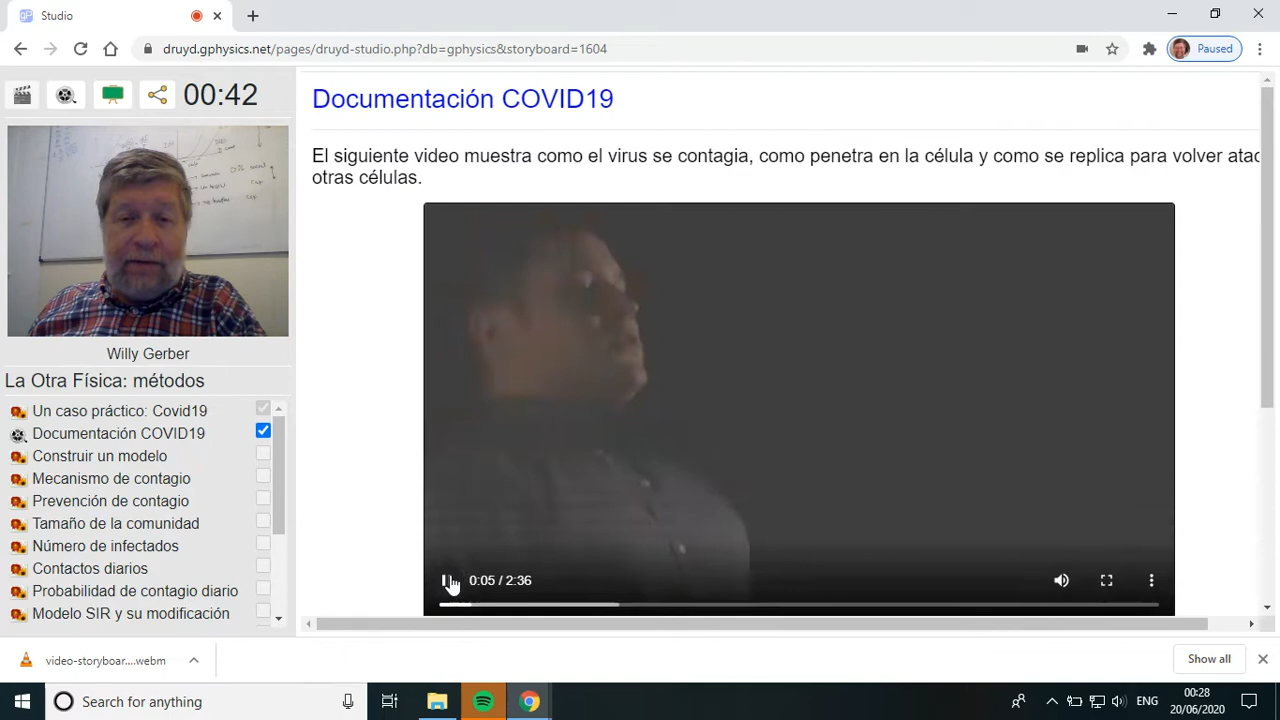 Studio
druyd.gphysics.net/pages/druyd-studio.php?db=gphysics&storyboard=1604
Paused
00:42
Willy Gerber
La Otra Física: métodos
Un caso práctico: Covid19
Documentación COVID19
Construir un modelo
Mecanismo de contagio
Prevención de contagio
Tamaño de la comunidad
Número de infectados
Contactos diarios
Probabilidad de contagio diario
Modelo SIR y su modificación
Documentación COVID19
El siguiente video muestra como el virus se contagia, como penetra en la célula y como se replica para volver atac
otras células.
0:05 / 2:36
video-storyboar....webm
Show all
Search for anything
ENG
00:28
20/06/2020